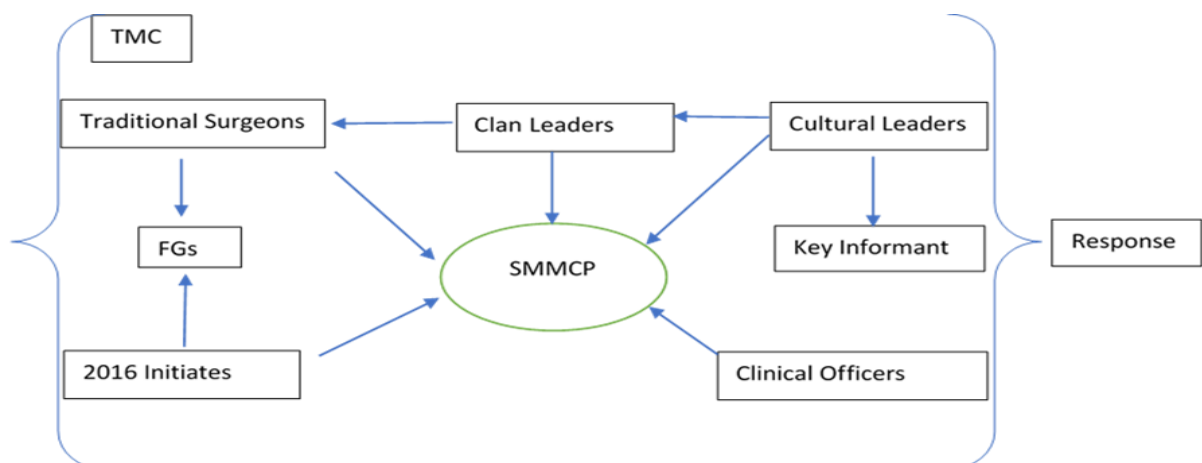 TMC
Traditional Surgeons
Clan Leaders
Cultural Leaders
FGs
SMMCP
Key Informant
Response
2016 Initiates
Clinical Officers